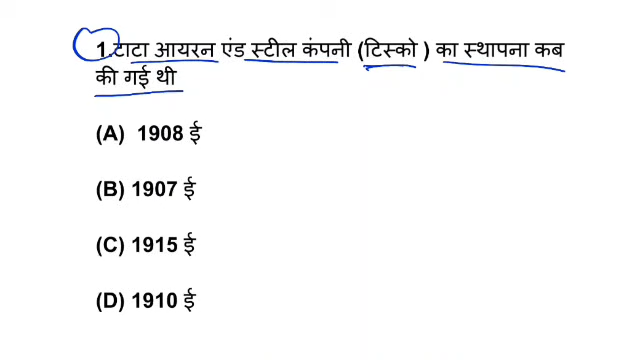 1.टाटा आयरन एंड स्टील कंपनी (टिस्को ) का स्थापना कब
की गई थी
(A) 1908 ई
(B) 1907 ई
(C) 1915 ई
(D) 1910 ई